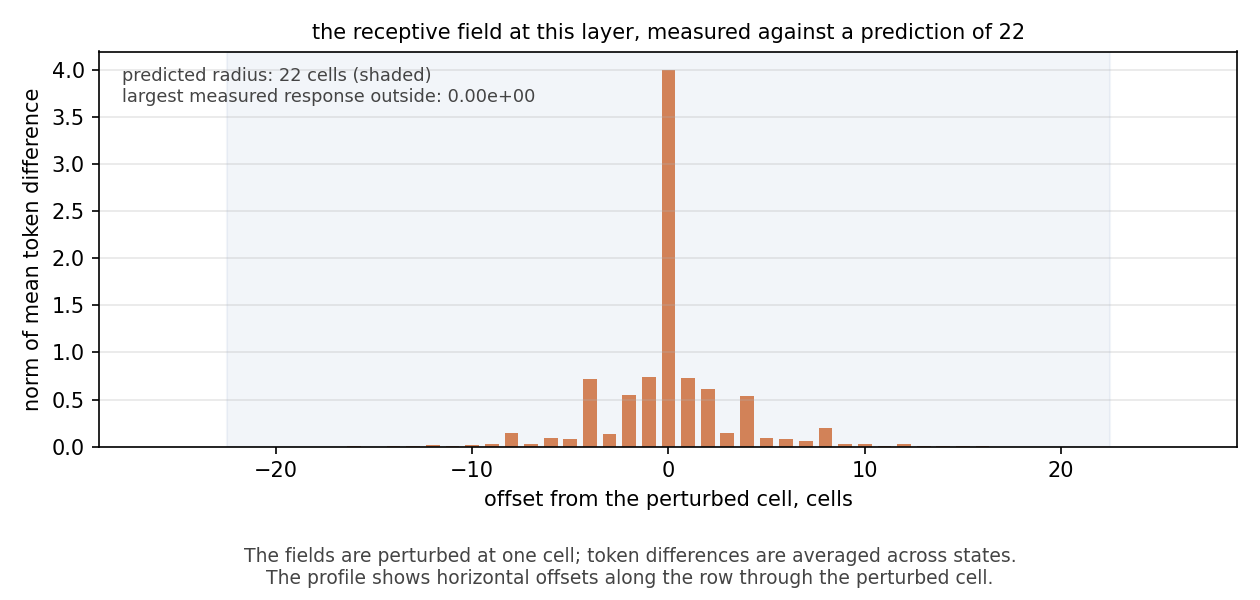 the receptive field at this layer, measured against a prediction of 22
predicted radius: 22 cells (shaded)
largest measured response outside: 0.00e+00
norm of mean token difference
4.0
3.5
3.0
2.5
2.0
1.5
1.0
0.5
0.0
−20
−10
0
10
20
offset from the perturbed cell, cells
The fields are perturbed at one cell; token differences are averaged across states.
The profile shows horizontal offsets along the row through the perturbed cell.